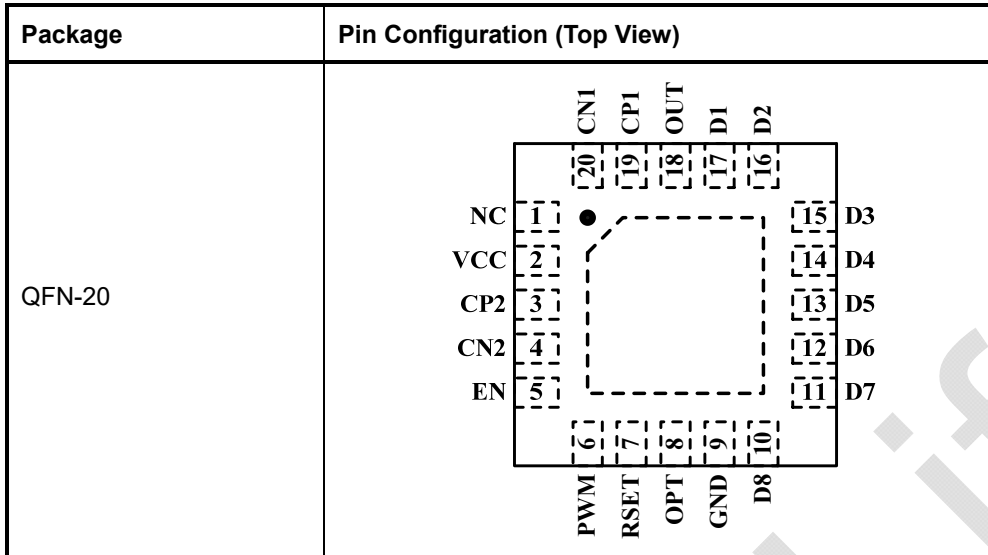 Package
Pin Configuration (Top View)
QFN-20
CN1
CP1
OUT
D1
D2
20
19
18
17
16
NC 1
VCC 2
CP2 3
CN2 4
EN 5
15 D3
14 D4
13 D5
12 D6
11 D7
6
7
8
9
10
PWM
RSET
OPT
GND
D8